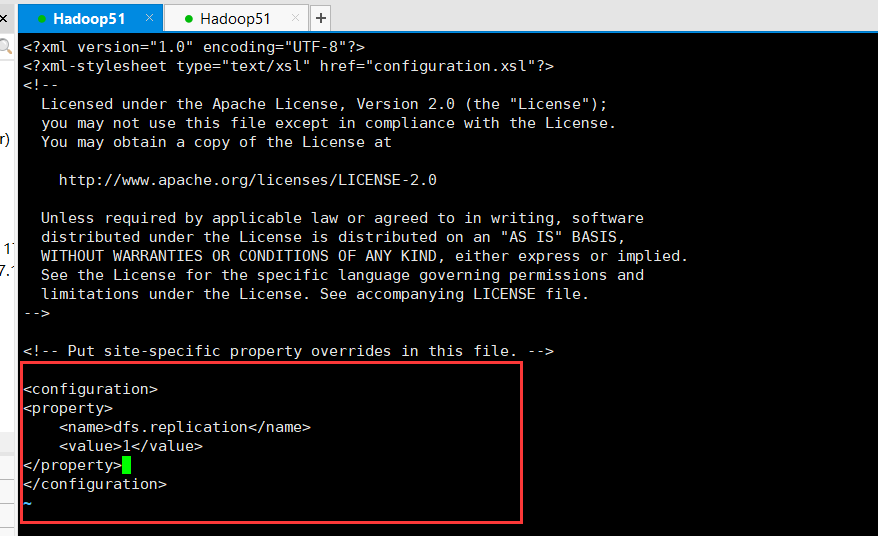 Hadoop51 × Hadoop51 × +
<?xml version="1.0" encoding="UTF-8"?>
<?xml-stylesheet type="text/xsl" href="configuration.xsl"?>
<!--
  Licensed under the Apache License, Version 2.0 (the "License");
  you may not use this file except in compliance with the License.
  You may obtain a copy of the License at
    http://www.apache.org/licenses/LICENSE-2.0
  Unless required by applicable law or agreed to in writing, software
  distributed under the License is distributed on an "AS IS" BASIS,
  WITHOUT WARRANTIES OR CONDITIONS OF ANY KIND, either express or implied.
  See the License for the specific language governing permissions and
  limitations under the License. See accompanying LICENSE file.
-->
<!-- Put site-specific property overrides in this file. -->
<configuration>
<property>
    <name>dfs.replication</name>
    <value>1</value>
</property>
</configuration>
~